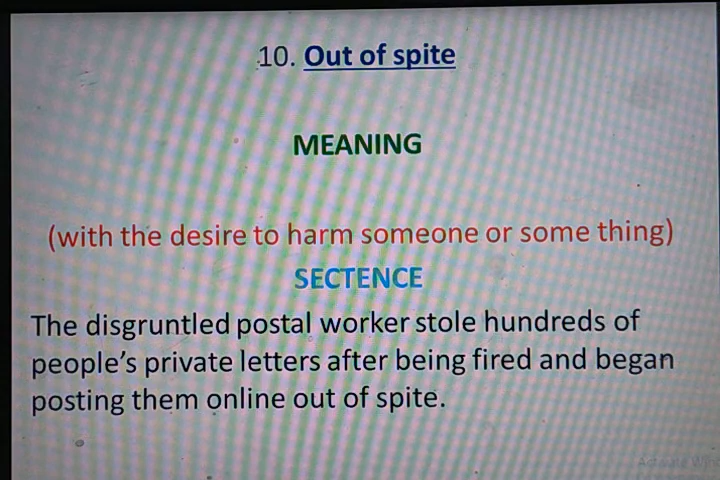 10. Out of spite
MEANING
(with the desire to harm someone or some thing)
SECTENCE
The disgruntled postal worker stole hundreds of
people's private letters after being fired and began
posting them online out of spite.